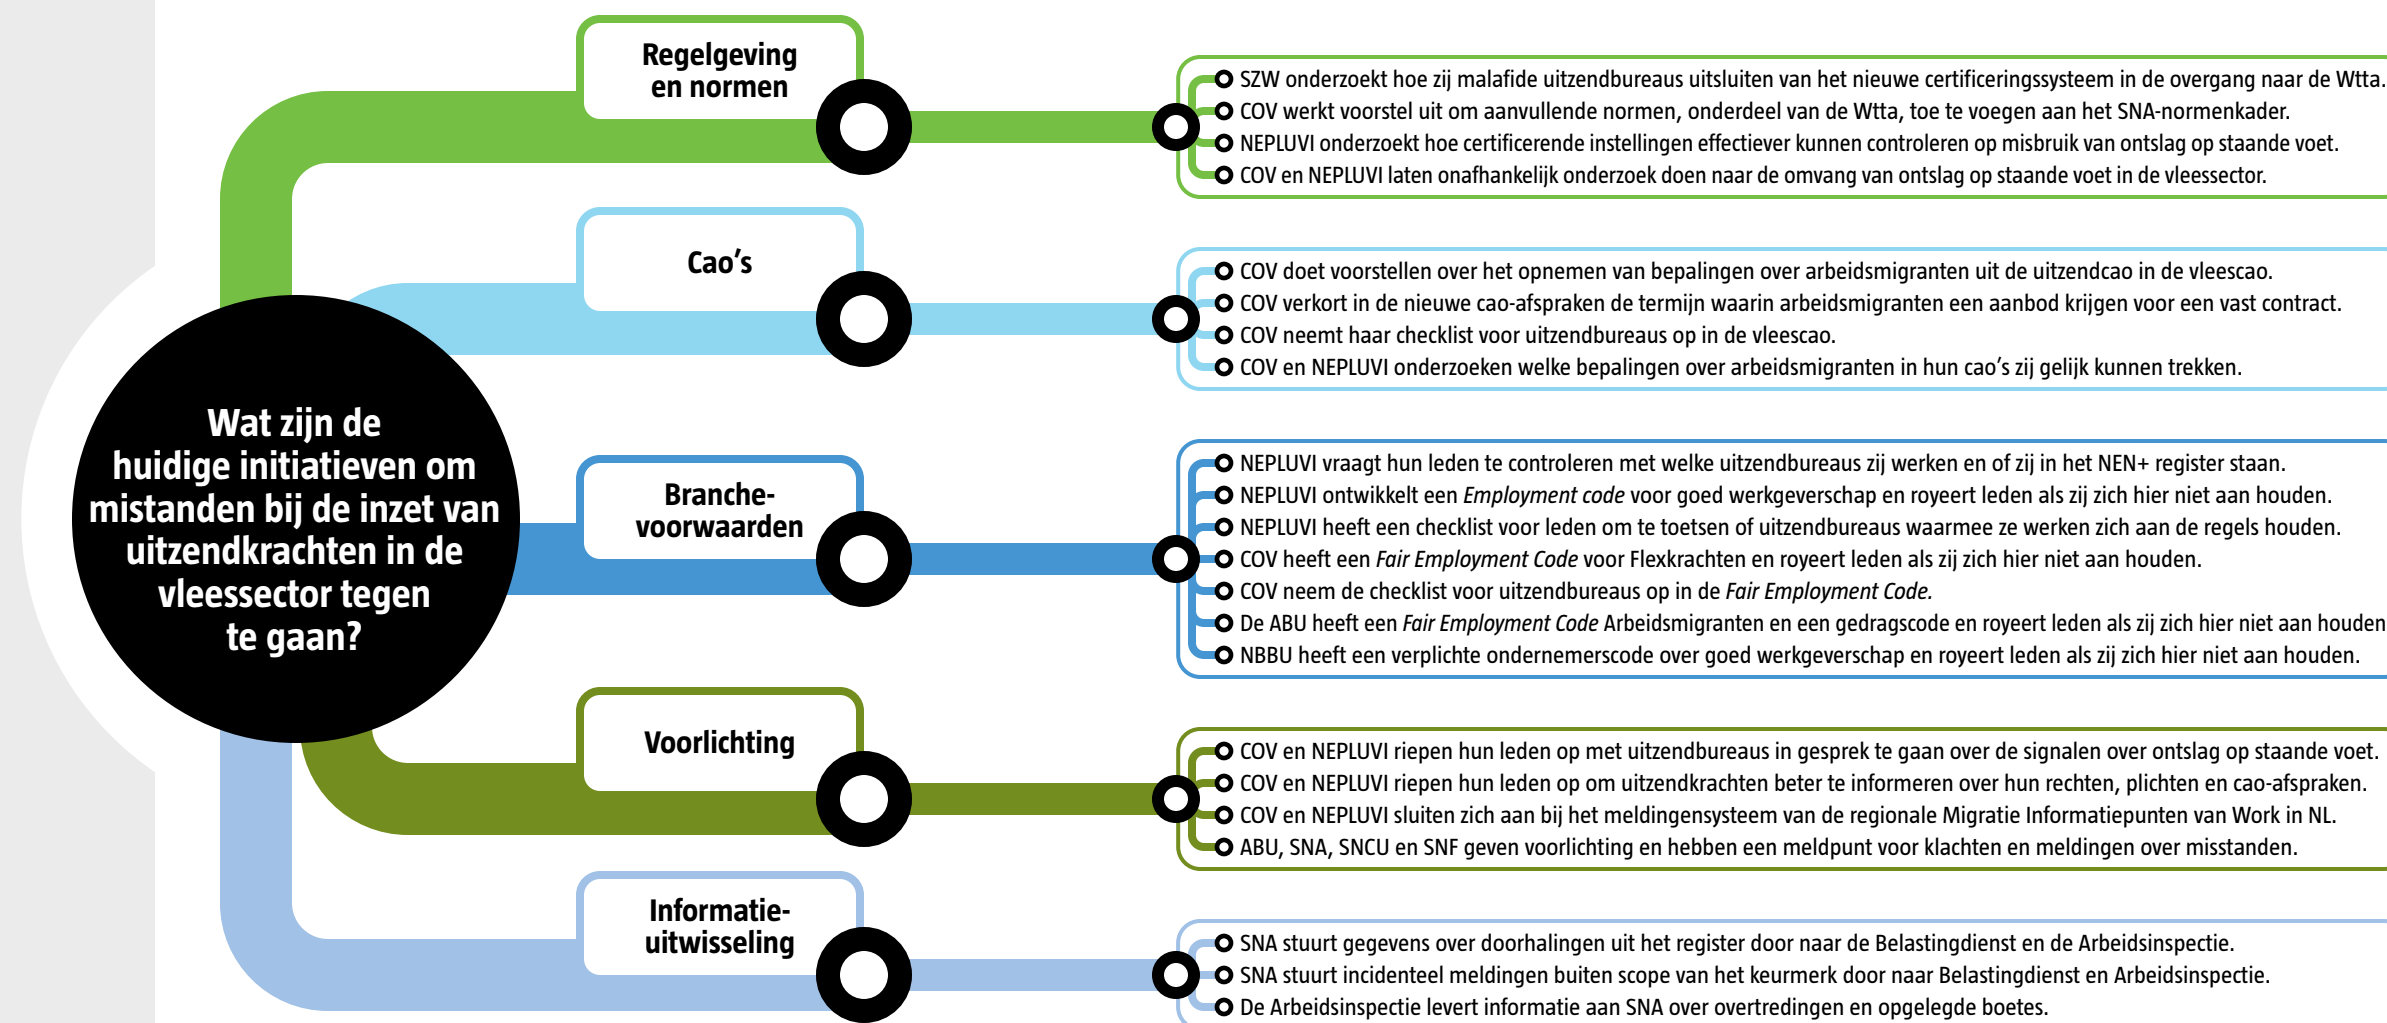 Wat zijn de
huidige initiatieven om
mistanden bij de inzet van
uitzendkrachten in de
vleessector tegen
te gaan?
Regelgeving
en normen
SZW onderzoekt hoe zij malafide uitzendbureaus uitsluiten van het nieuwe certificeringssysteem in de overgang naar de Wtta.
COV werkt voorstel uit om aanvullende normen, onderdeel van de Wtta, toe te voegen aan het SNA-normenkader.
NEPLUVI onderzoekt hoe certificerende instellingen effectiever kunnen controleren op misbruik van ontslag op staande voet.
COV en NEPLUVI laten onafhankelijk onderzoek doen naar de omvang van ontslag op staande voet in de vleessector.
Cao's
COV doet voorstellen over het opnemen van bepalingen over arbeidsmigranten uit de uitzendcao in de vleescao.
COV verkort in de nieuwe cao-afspraken de termijn waarin arbeidsmigranten een aanbod krijgen voor een vast contract.
COV neemt haar checklist voor uitzendbureaus op in de vleescao.
COV en NEPLUVI onderzoeken welke bepalingen over arbeidsmigranten in hun cao's zij gelijk kunnen trekken.
Branche-
voorwaarden
NEPLUVI vraagt hun leden te controleren met welke uitzendbureaus zij werken en of zij in het NEN+ register staan.
NEPLUVI ontwikkelt een Employment code voor goed werkgeverschap en royeert leden als zij zich hier niet aan houden.
NEPLUVI heeft een checklist voor leden om te toetsen of uitzendbureaus waarmee ze werken zich aan de regels houden.
COV heeft een Fair Employment Code voor Flexkrachten en royeert leden als zij zich hier niet aan houden.
COV neem de checklist voor uitzendbureaus op in de Fair Employment Code.
De ABU heeft een Fair Employment Code Arbeidsmigranten en een gedragscode en royeert leden als zij zich hier niet aan houden
NBBU heeft een verplichte ondernemerscode over goed werkgeverschap en royeert leden als zij zich hier niet aan houden.
Voorlichting
COV en NEPLUVI riepen hun leden op met uitzendbureaus in gesprek te gaan over de signalen over ontslag op staande voet.
COV en NEPLUVI riepen hun leden op om uitzendkrachten beter te informeren over hun rechten, plichten en cao-afspraken.
COV en NEPLUVI sluiten zich aan bij het meldingensysteem van de regionale Migratie Informatiepunten van Work in NL.
ABU, SNA, SNCU en SNF geven voorlichting en hebben een meldpunt voor klachten en meldingen over misstanden.
Informatie-
uitwisseling
SNA stuurt gegevens over doorhalingen uit het register door naar de Belastingdienst en de Arbeidsinspectie.
SNA stuurt incidenteel meldingen buiten scope van het keurmerk door naar Belastingdienst en Arbeidsinspectie.
De Arbeidsinspectie levert informatie aan SNA over overtredingen en opgelegde boetes.